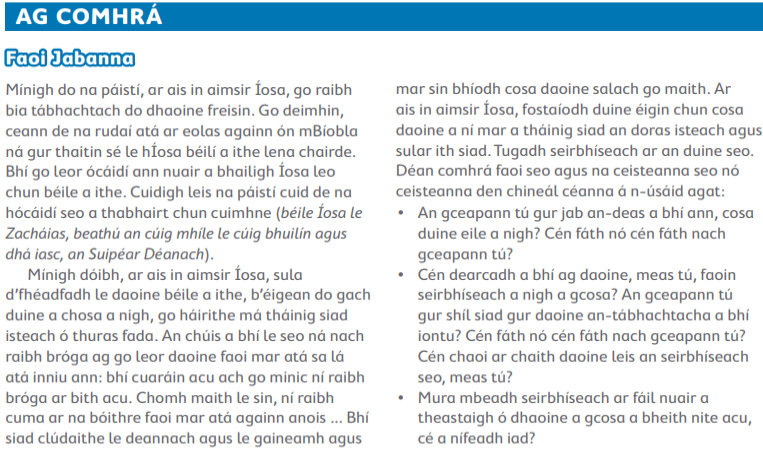 AG COMHRÁ
Faoi Jabanna
Mínigh do na páistí, ar ais in aimsir Íosa, go raibh
bia tábhachtach do dhaoine freisin. Go deimhin,
ceann de na rudaí atá ar eolas againn ón mBíobla
ná gur thaitin sé le hÍosa béilí a ithe lena chairde.
Bhí go leor ócáidí ann nuair a bhailigh Íosa leo
chun béile a ithe. Cuidigh leis na páistí cuid de na
hócáidí seo a thabhairt chun cuimhne (béile Íosa le
Zacháias, beathú an cúig mhíle le cúig bhuilín agus
dhá iasc, an Suipéar Déanach).
Mínigh dóibh, ar ais in aimsir Íosa, sula
d'fhéadfadh le daoine béile a ithe, b'éigean do gach
duine a chosa a nigh, go háirithe má tháinig siad
isteach ó thuras fada. An chúis a bhí le seo ná nach
raibh bróga ag go leor daoine faoi mar atá sa lá
atá inniu ann: bhí cuaráin acu ach go minic ní raibh
bróga ar bith acu. Chomh maith le sin, ní raibh
cuma ar na bóithre faoi mar atá againn anois ... Bhí
siad clúdaithe le deannach agus le gaineamh agus
mar sin bhíodh cosa daoine salach go maith. Ar
ais in aimsir Íosa, fostaíodh duine éigin chun cosa
daoine a ní mar a tháinig siad an doras isteach agus
sular ith siad. Tugadh seirbhíseach ar an duine seo.
Déan comhrá faoi seo agus na ceisteanna seo nó
ceisteanna den chineál céanna á n-úsáid agat:
• An gceapann tú gur jab an-deas a bhí ann, cosa
duine eile a nigh? Cén fáth nó cén fáth nach
gceapann tú?
• Cén dearcadh a bhí ag daoine, meas tú, faoin
seirbhíseach a nigh a gcosa? An gceapann tú
gur shíl siad gur daoine an-tábhachtacha a bhí
iontu? Cén fáth nó cén fáth nach gceapann tú?
Cén chaoi ar chaith daoine leis an seirbhíseach
seo, meas tú?
• Mura mbeadh seirbhíseach ar fáil nuair a
theastaigh ó dhaoine a gcosa a bheith nite acu,
cé a nífeadh iad?